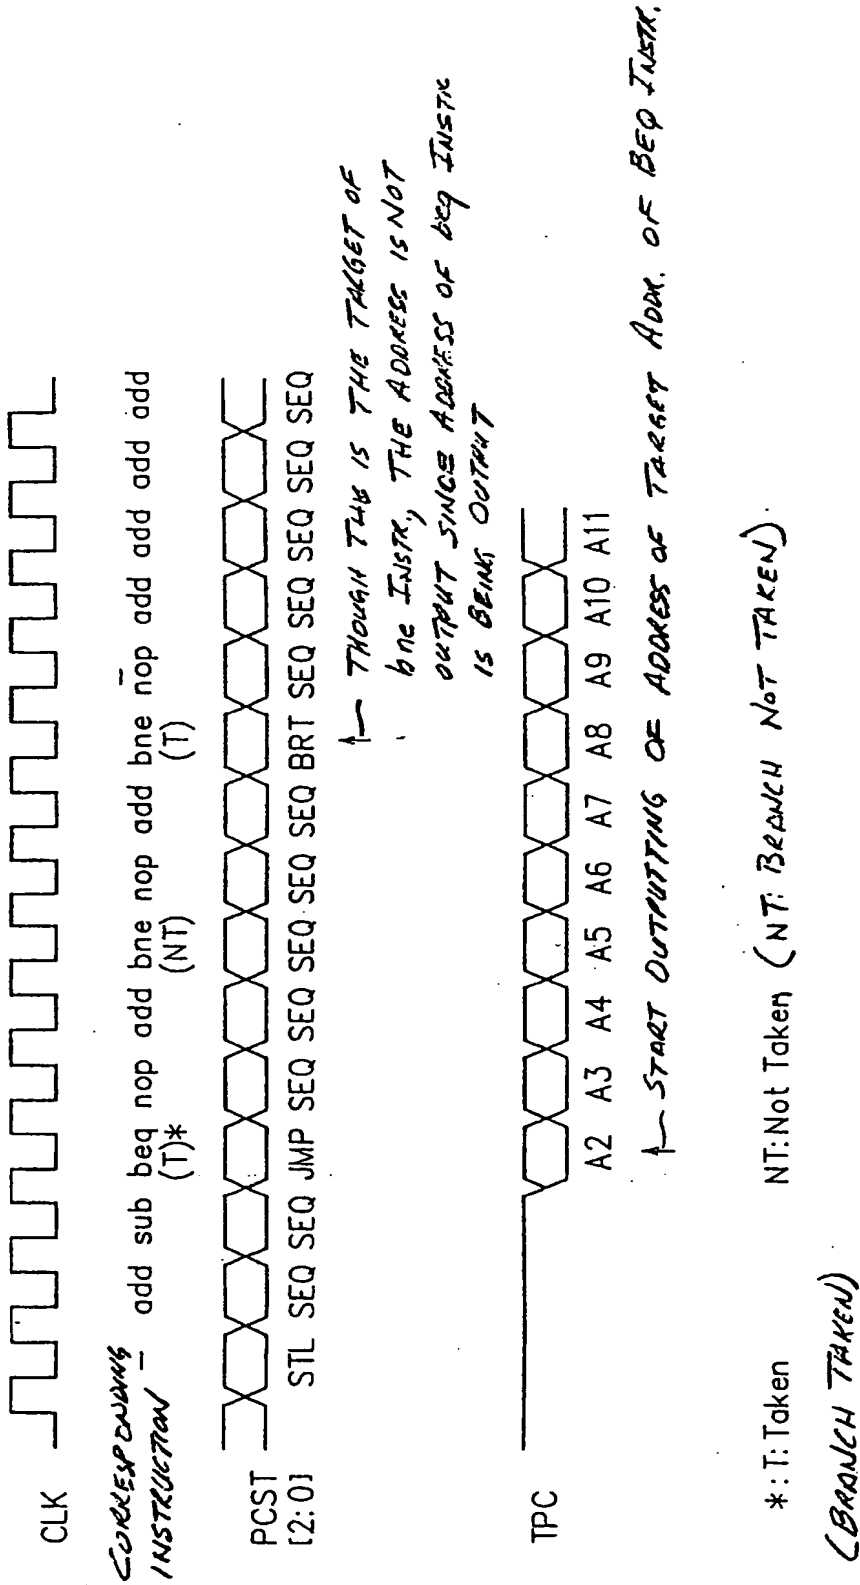 CLK
CORRESPONDING
INSTRUCTION
– add sub beq nop add bne nop add bne nop add add add add
(T)* (NT) (T)
PCST
[2:0]
STL SEQ SEQ JMP SEQ SEQ SEQ SEQ SEQ BRT SEQ SEQ SEQ SEQ SEQ
THOUGH THIS IS THE TARGET OF
bne INSTR., THE ADDRESS IS NOT
OUTPUT SINCE ADDRESS OF beq INSTR
IS BEING OUTPUT
TPC
A2 A3 A4 A5 A6 A7 A8 A9 A10 A11
START OUTPUTTING OF ADDRESS OF TARGET ADDR. OF BEQ INSTR.
*:T:Taken NT:Not Taken (NT: BRANCH NOT TAKEN).
(BRANCH TAKEN)